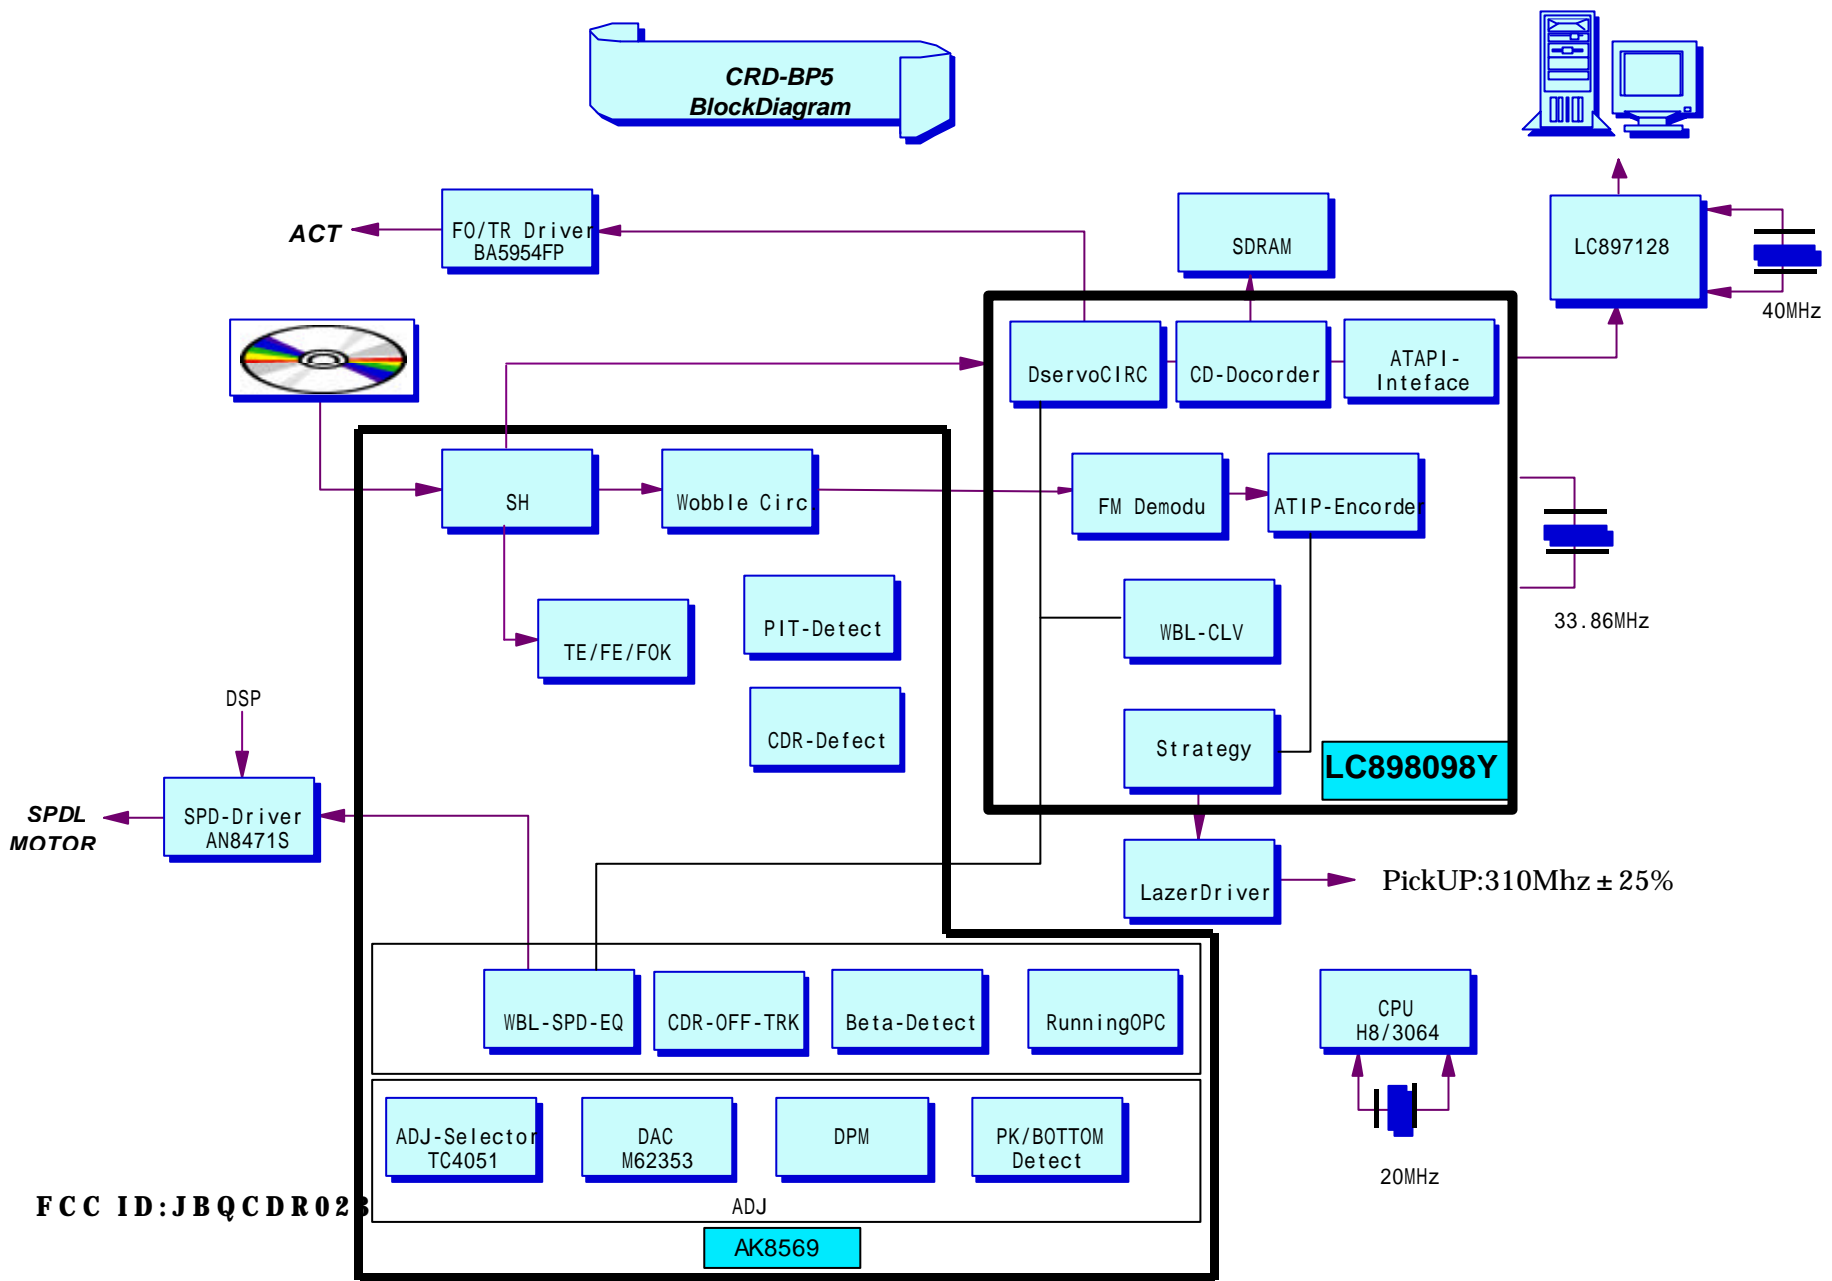 CRD-BP5
BlockDiagram
ACT
FO/TR Driver
BA5954FP
SDRAM
LC897128
40MHz
DservoCIRC
CD-Docorder
ATAPI-
Inteface
SH
Wobble Circ.
FM Demodu
ATIP-Encorder
33.86MHz
PIT-Detect
TE/FE/FOK
WBL-CLV
CDR-Defect
Strategy
LC898098Y
DSP
SPDL
MOTOR
SPD-Driver
AN8471S
LazerDriver
PickUP:310Mhz ± 25%
WBL-SPD-EQ
CDR-OFF-TRK
Beta-Detect
RunningOPC
CPU
H8/3064
20MHz
ADJ-Selector
TC4051
DAC
M62353
DPM
PK/BOTTOM
Detect
ADJ
FCC ID:JBQCDR023
AK8569